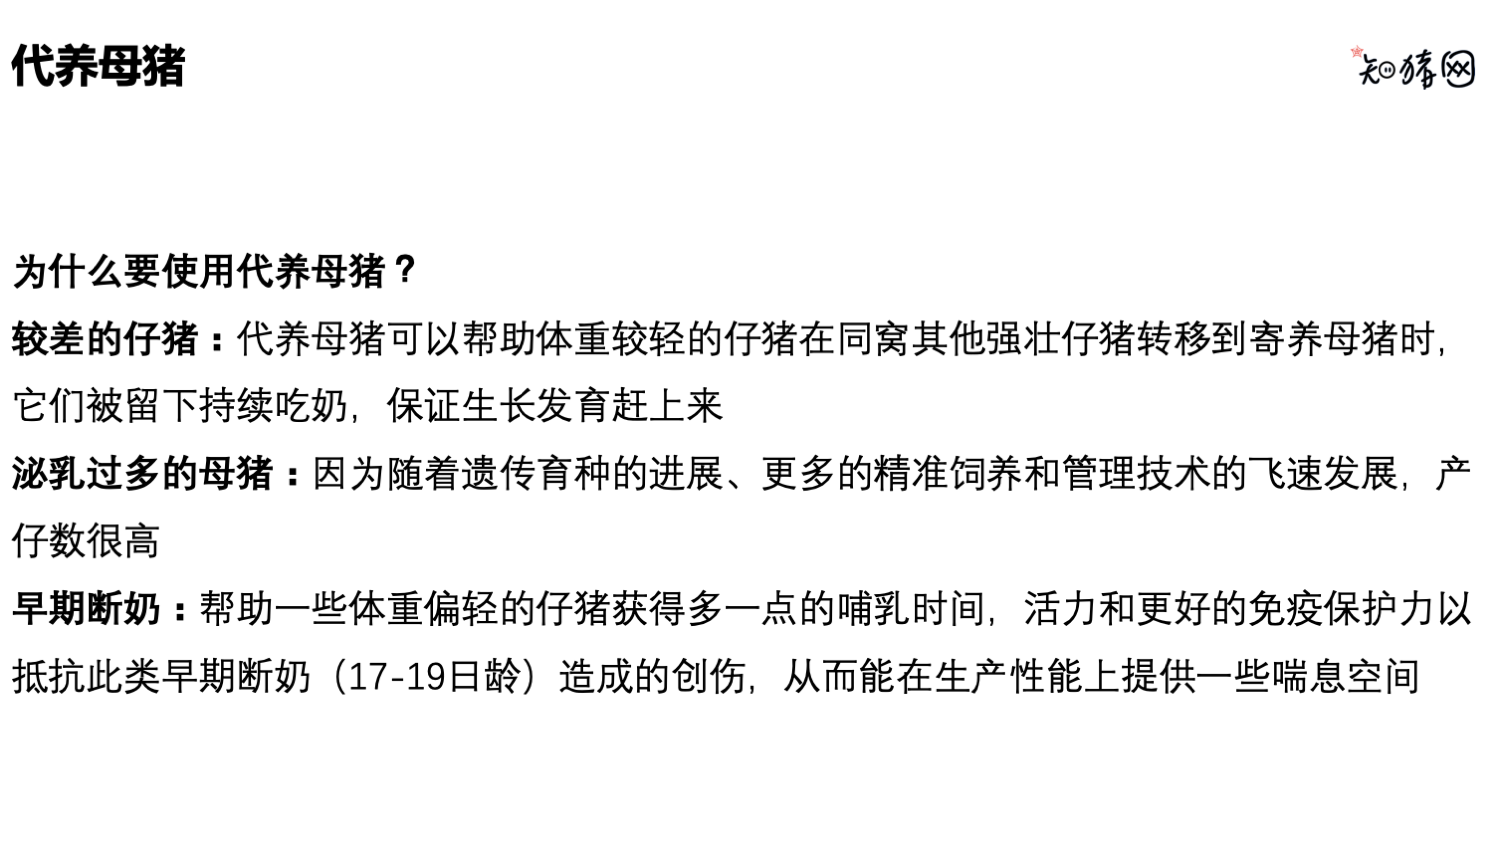 代养母猪
知猪网
为什么要使用代养母猪？
较差的仔猪：代养母猪可以帮助体重较轻的仔猪在同窝其他强壮仔猪转移到寄养母猪时，
它们被留下持续吃奶，保证生长发育赶上来
泌乳过多的母猪：因为随着遗传育种的进展、更多的精准饲养和管理技术的飞速发展，产
仔数很高
早期断奶：帮助一些体重偏轻的仔猪获得多一点的哺乳时间，活力和更好的免疫保护力以
抵抗此类早期断奶（17-19日龄）造成的创伤，从而能在生产性能上提供一些喘息空间